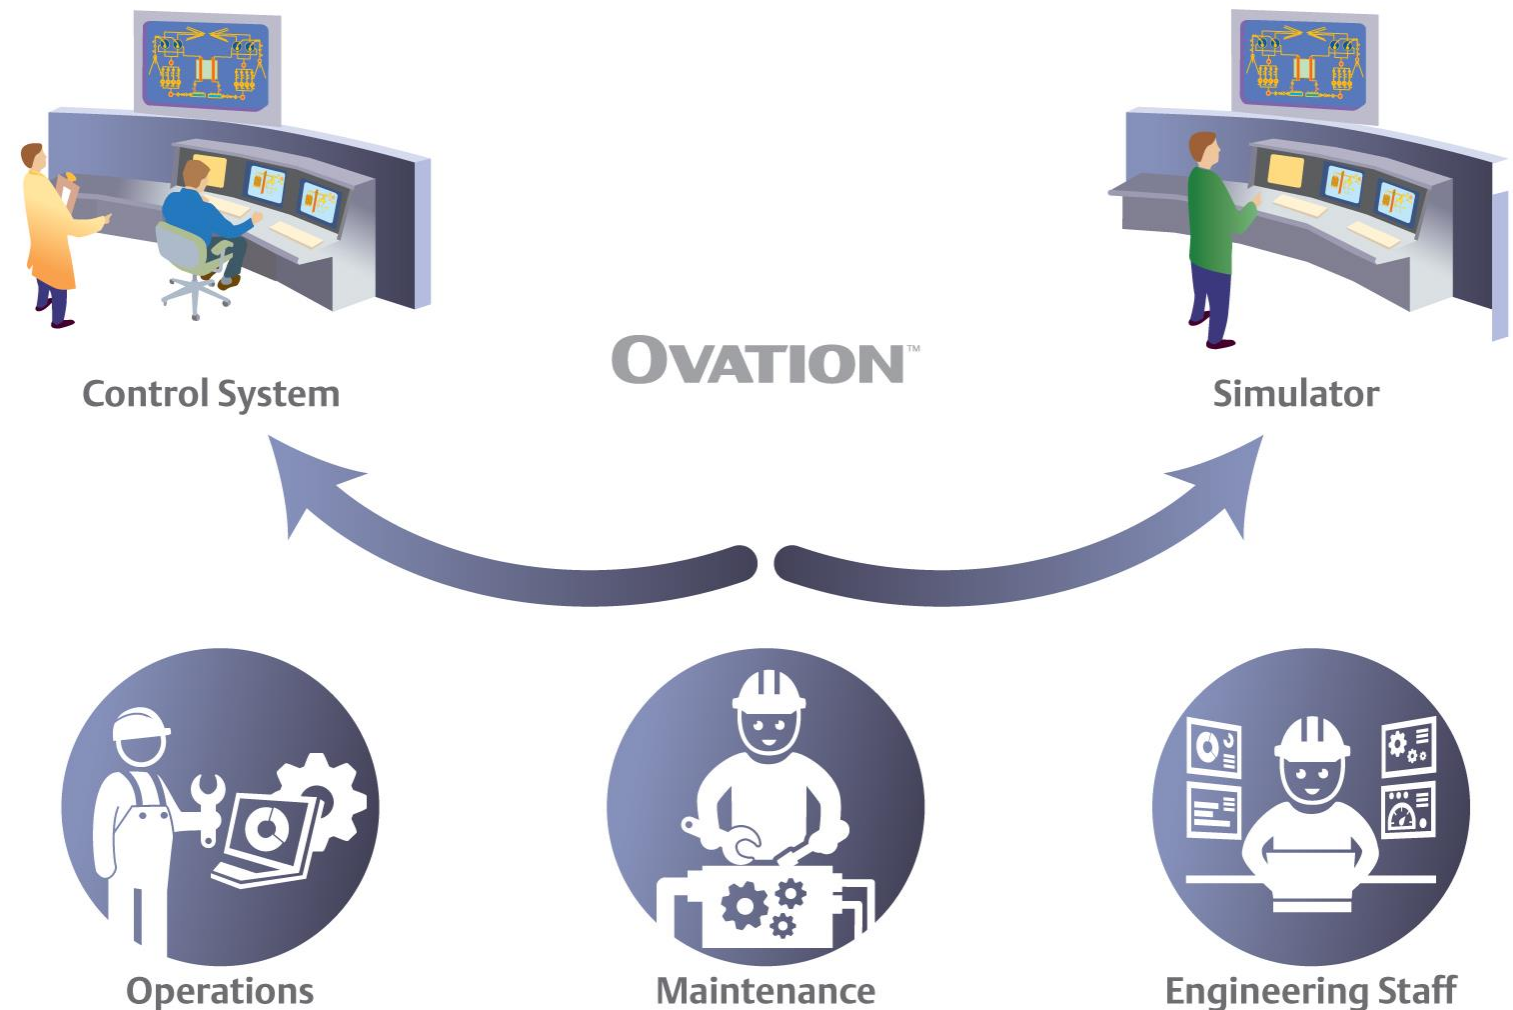 OVATION™
Control System
Simulator
Operations
Maintenance
Engineering Staff